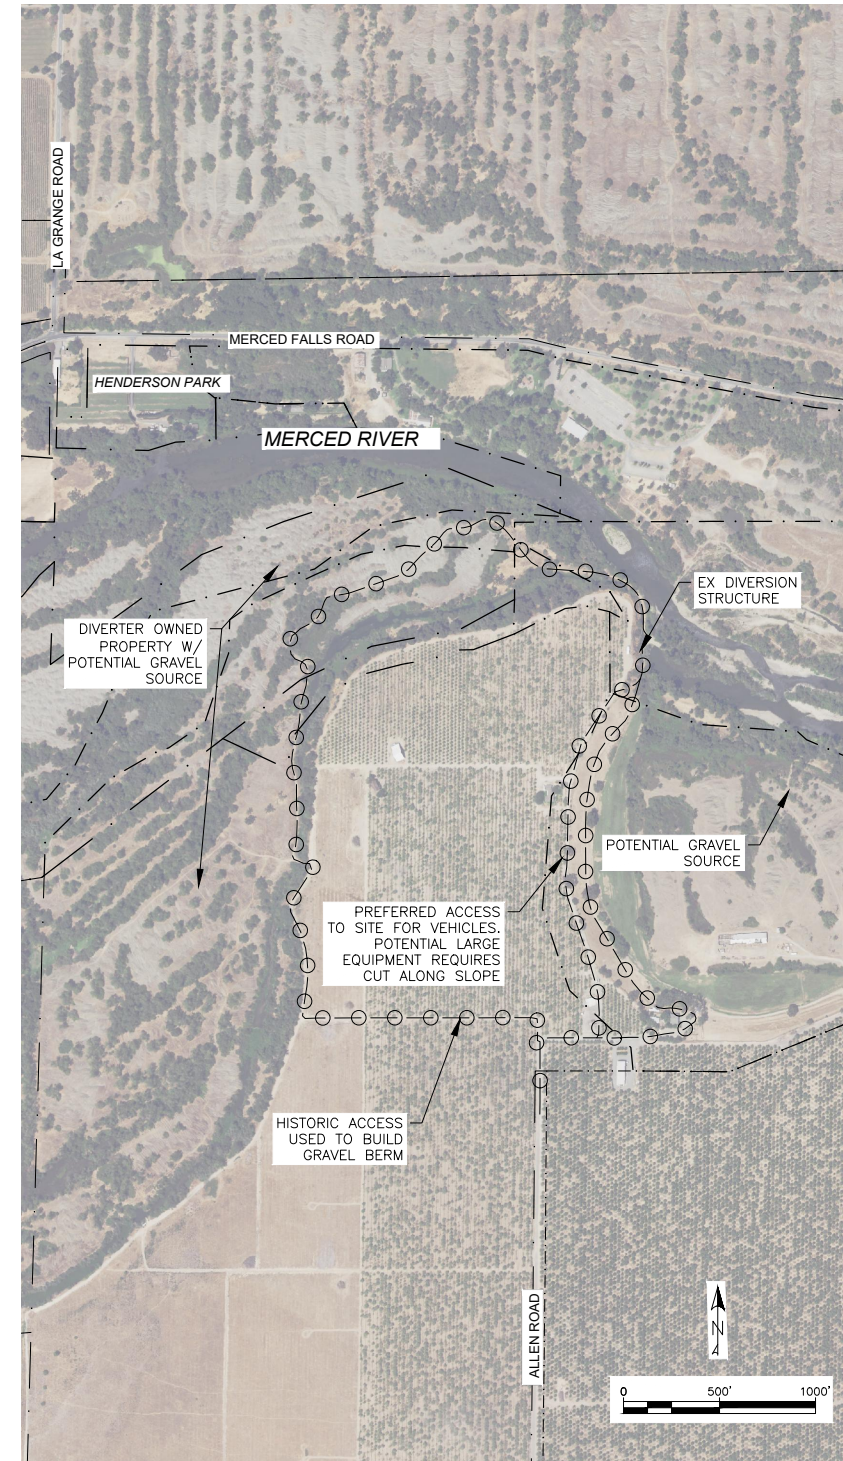 LA GRANGE ROAD
MERCED FALLS ROAD
HENDERSON PARK
MERCED RIVER
EX DIVERSION
STRUCTURE
DIVERTER OWNED
PROPERTY W/
POTENTIAL GRAVEL
SOURCE
POTENTIAL GRAVEL
SOURCE
PREFERRED ACCESS
TO SITE FOR VEHICLES.
POTENTIAL LARGE
EQUIPMENT REQUIRES
CUT ALONG SLOPE
HISTORIC ACCESS
USED TO BUILD
GRAVEL BERM
ALLEN ROAD
N
0 500' 1000'